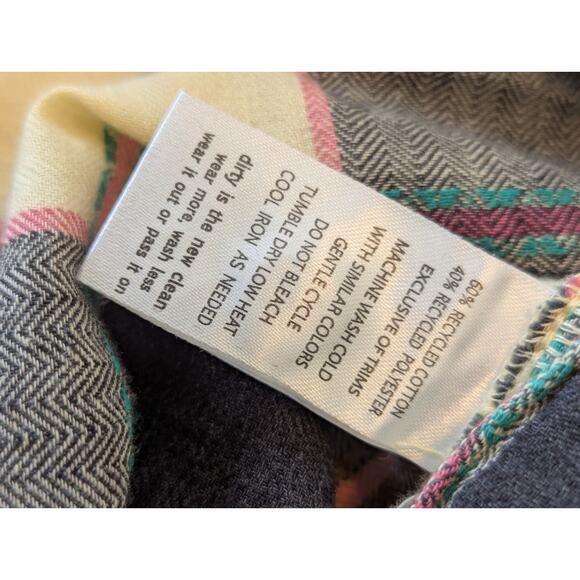 60% RECYCLED COTTON
40% RECYCLED POLYESTER
EXCLUSIVE OF TRIMS
MACHINE WASH COLD
WITH SIMILAR COLORS
GENTLE CYCLE
DO NOT BLEACH
TUMBLE DRY LOW HEAT
COOL IRON AS NEEDED
dirty is the new clean
wear more, wash less
wear it out or pass it on